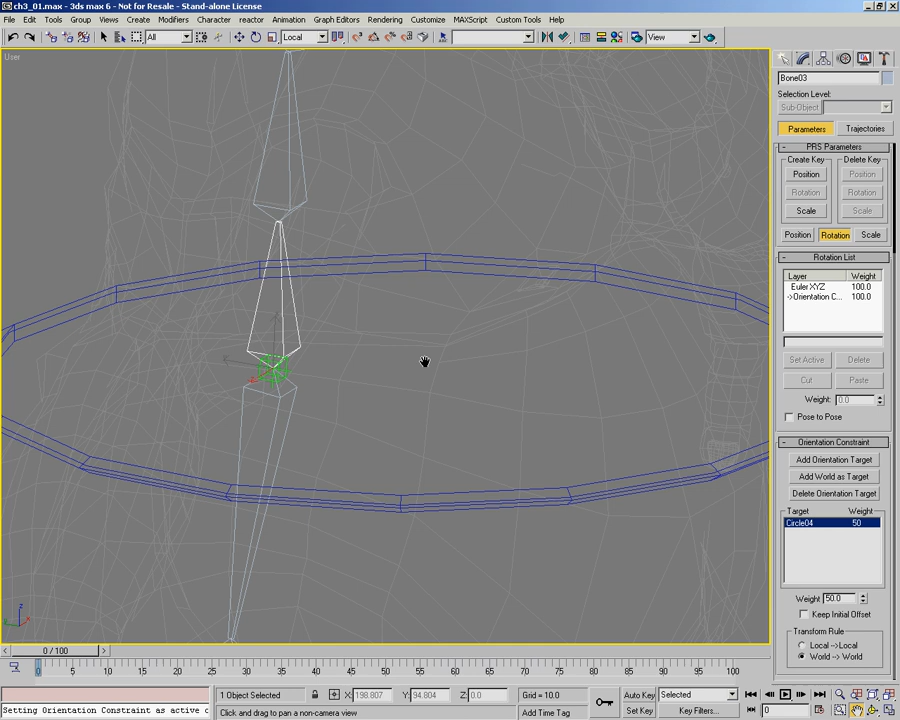 ch3_01.max - 3ds max 6 - Not for Resale - Stand-alone License
File Edit Tools Group Views Create Modifiers Character reactor Animation Graph Editors Rendering Customize MAXScript Custom Tools Help
All
Local
View
User
Bone03
Selection Level:
Sub-Object
Parameters Trajectories
PRS Parameters
Create Key Delete Key
Position Position
Rotation Rotation
Scale Scale
Position Rotation Scale
Rotation List
Layer Weight
Euler XYZ 100.0
->Orientation C... 100.0
Set Active Delete
Cut Paste
Weight: 0.0
Pose to Pose
Orientation Constraint
Add Orientation Target
Add World as Target
Delete Orientation Target
Target Weight
Circle04 50
Weight 50.0
Keep Initial Offset
Transform Rule
Local -->Local
World --> World
0 / 100
0 5 10 15 20 25 30 35 40 45 50 55 60 65 70 75 80 85 90 95 100
1 Object Selected X: 198.807 Y: 94.804 Z: 0.0 Grid = 10.0 Auto Key Selected
Setting Orientation Constraint as active c Click and drag to pan a non-camera view Add Time Tag Set Key Key Filters... 0